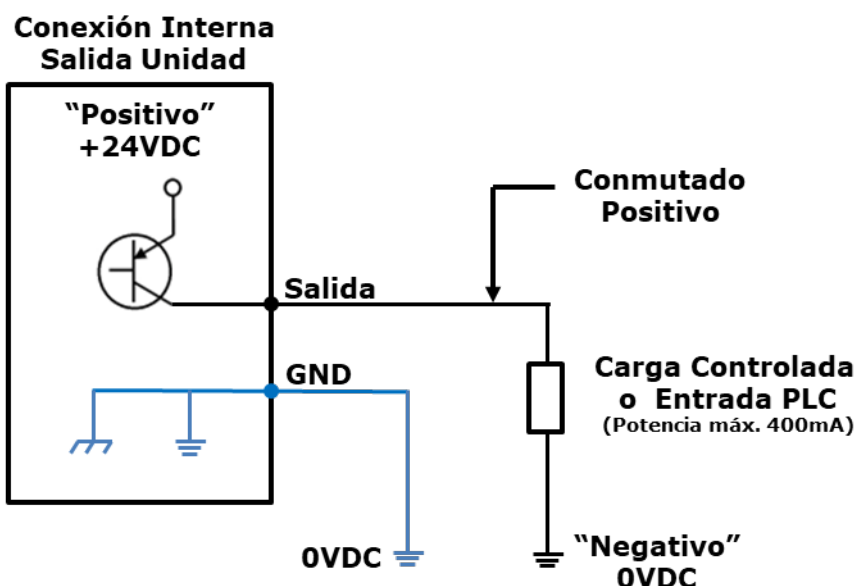 Conexión Interna
Salida Unidad
“Positivo”
+24VDC
Conmutado
Positivo
Salida
GND
Carga Controlada
o Entrada PLC
(Potencia máx. 400mA)
0VDC
“Negativo”
0VDC